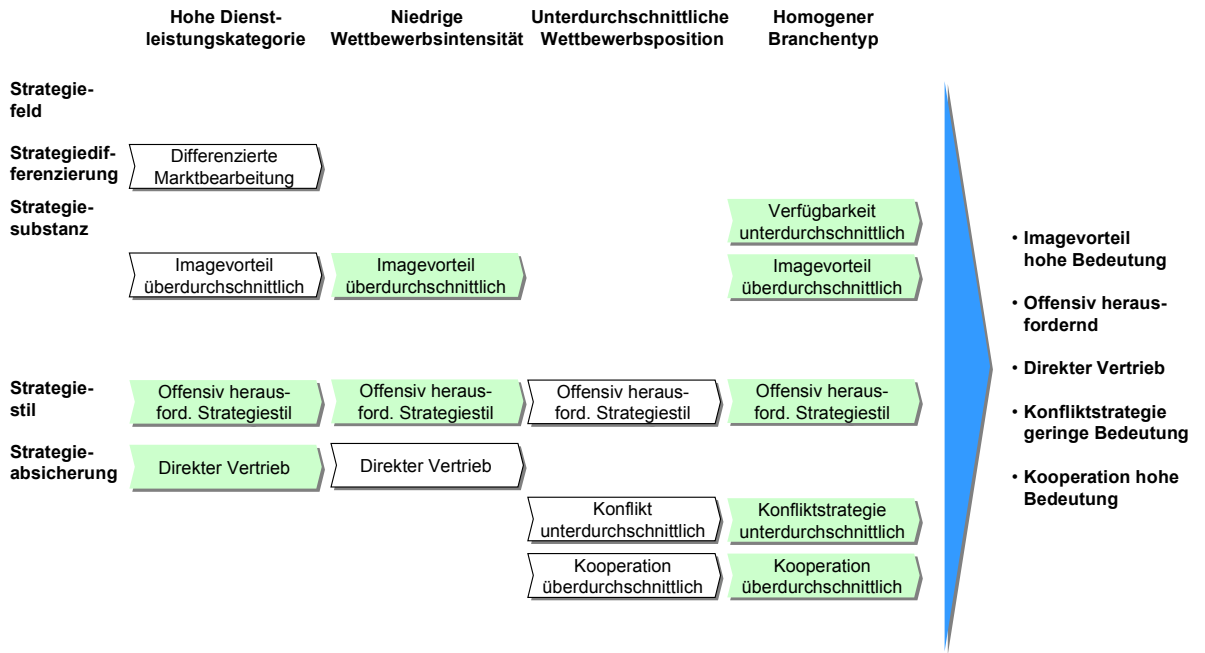 Hohe Dienst-
leistungskategorie
Niedrige
Wettbewerbsintensität
Unterdurchschnittliche
Wettbewerbsposition
Homogener
Branchentyp
Strategie-
feld
Strategiedif-
ferenzierung
Differenzierte
Marktbearbeitung
Strategie-
substanz
Verfügbarkeit
unterdurchschnittlich
Imagevorteil
überdurchschnittlich
Imagevorteil
überdurchschnittlich
Imagevorteil
überdurchschnittlich
Strategie-
stil
Offensiv heraus-
ford. Strategiestil
Offensiv heraus-
ford. Strategiestil
Offensiv heraus-
ford. Strategiestil
Offensiv heraus-
ford. Strategiestil
Strategie-
absicherung
Direkter Vertrieb
Direkter Vertrieb
Konflikt
unterdurchschnittlich
Konfliktstrategie
unterdurchschnittlich
Kooperation
überdurchschnittlich
Kooperation
überdurchschnittlich
• Imagevorteil
hohe Bedeutung
• Offensiv heraus-
fordernd
• Direkter Vertrieb
• Konfliktstrategie
geringe Bedeutung
• Kooperation hohe
Bedeutung